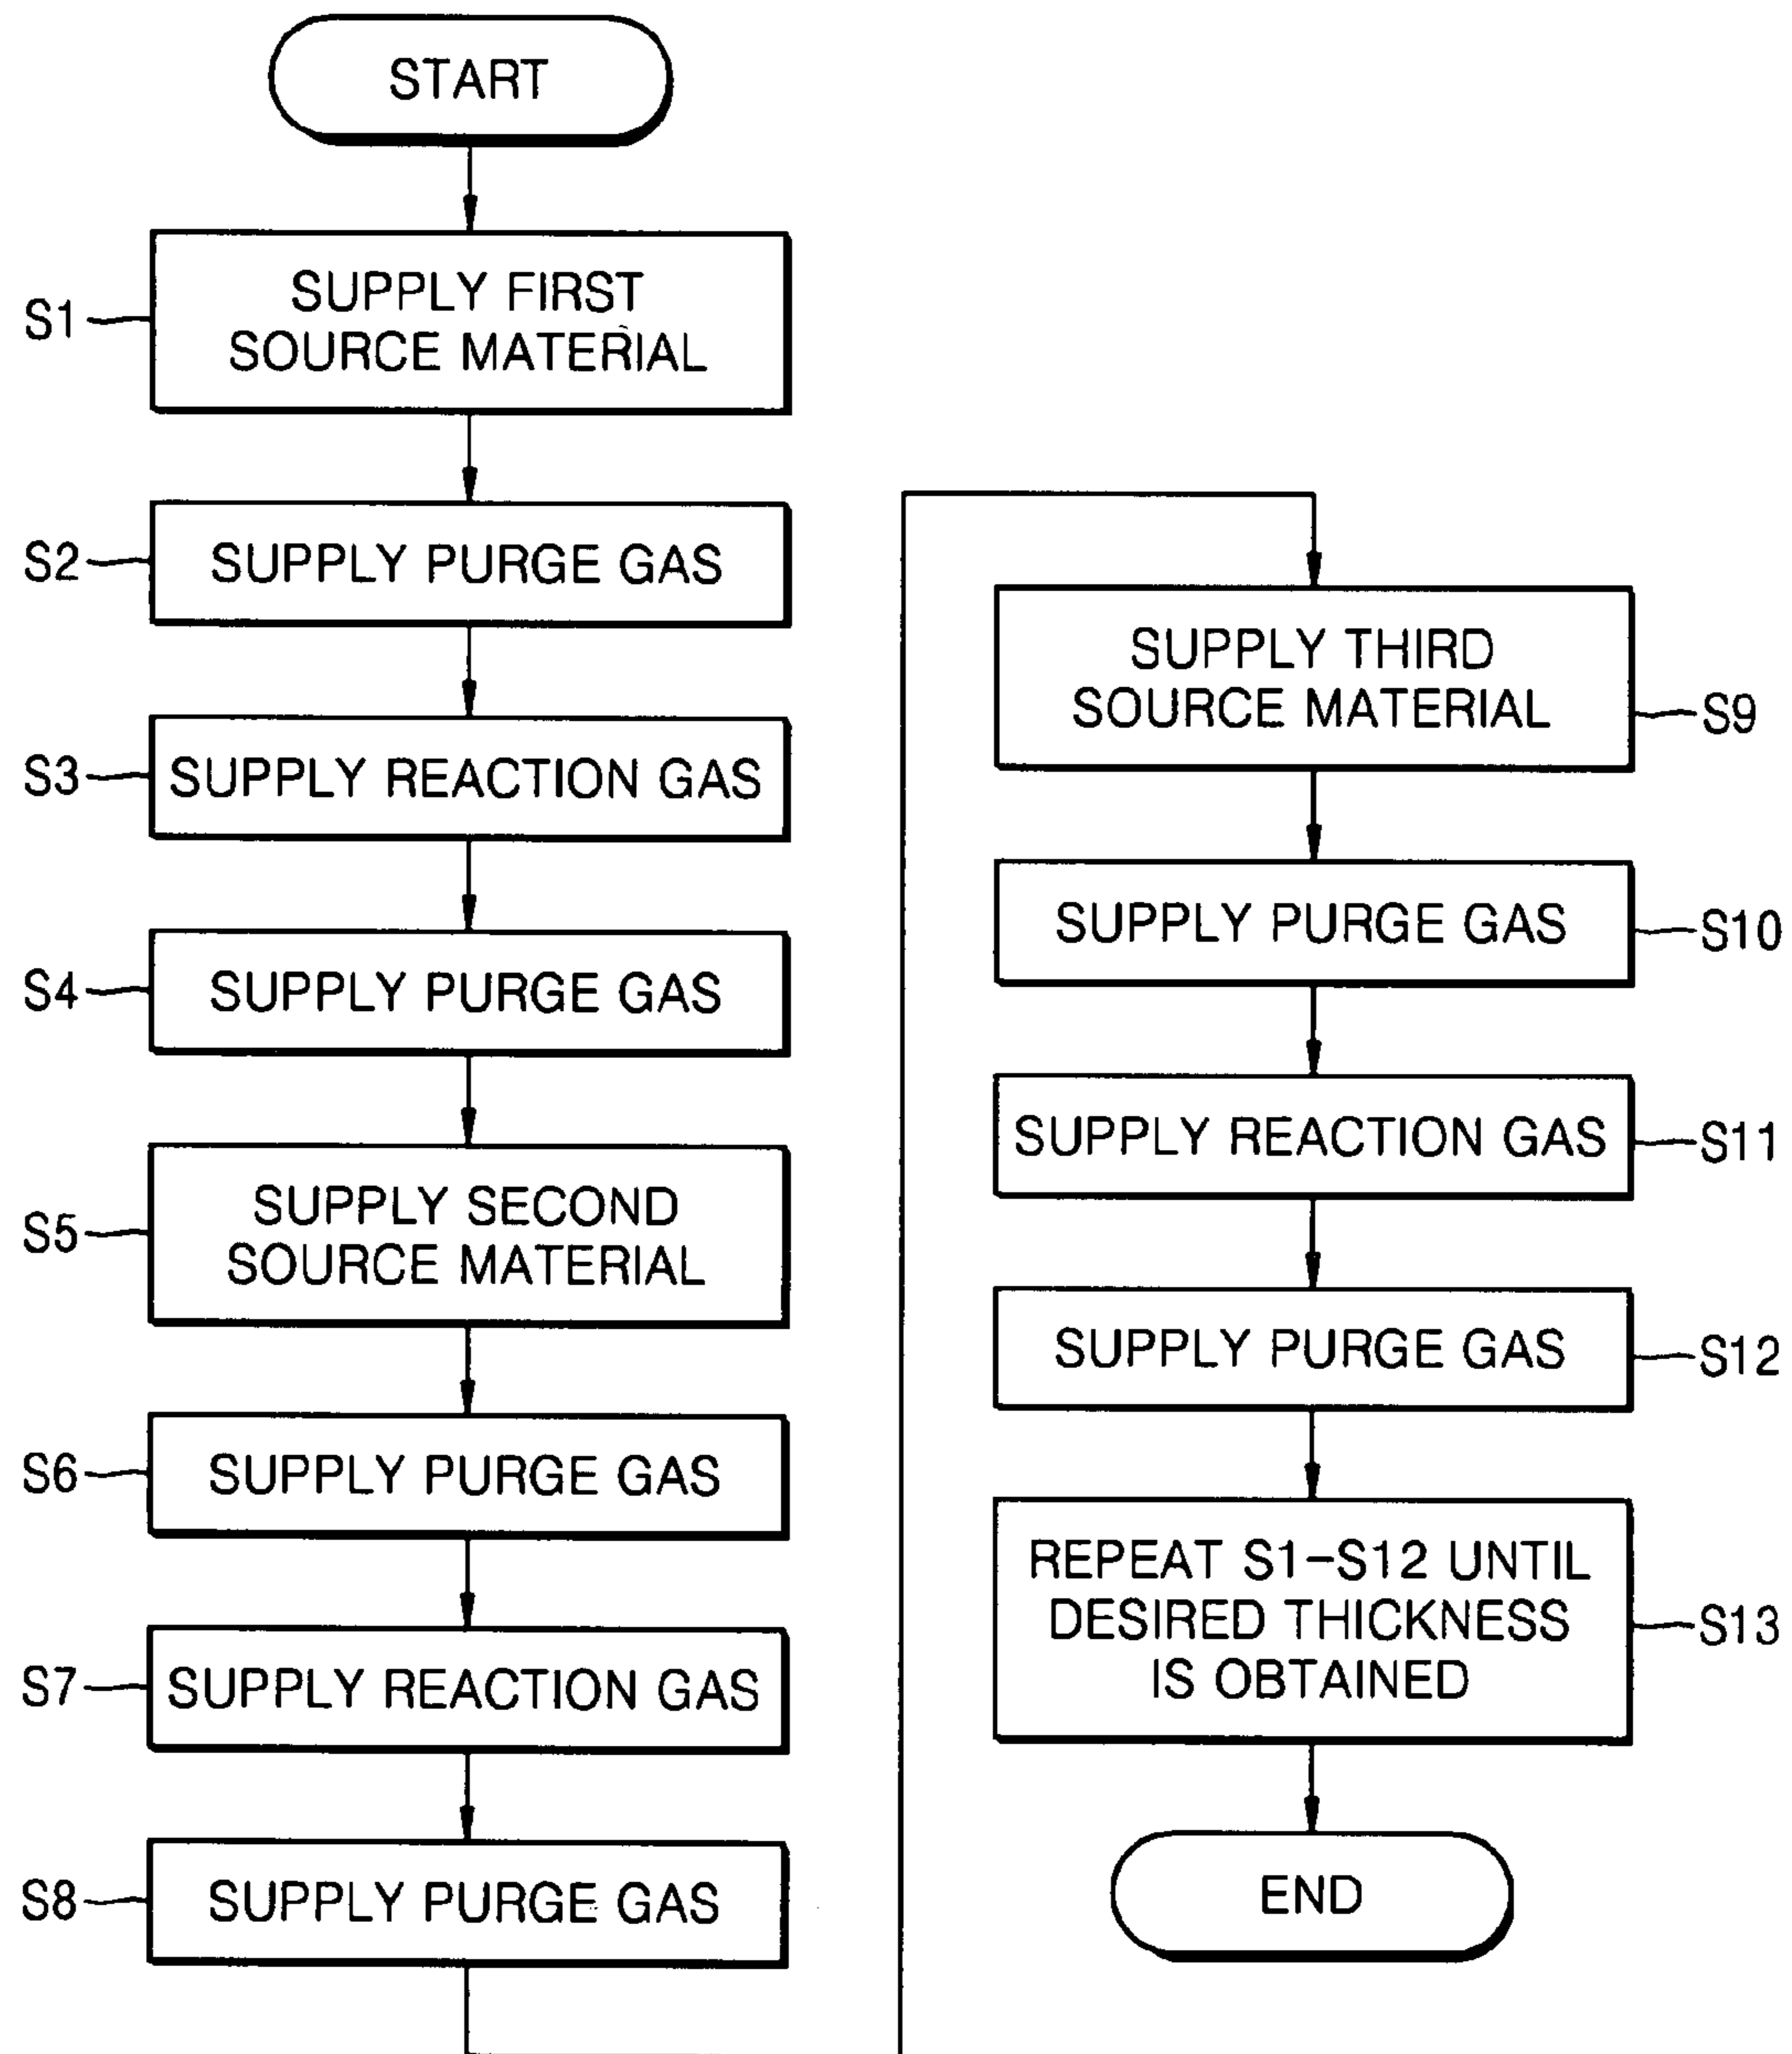 START
S1
SUPPLY FIRST
SOURCE MATERIAL
S2
SUPPLY PURGE GAS
S3
SUPPLY REACTION GAS
S4
SUPPLY PURGE GAS
S5
SUPPLY SECOND
SOURCE MATERIAL
S6
SUPPLY PURGE GAS
S7
SUPPLY REACTION GAS
S8
SUPPLY PURGE GAS
SUPPLY THIRD
SOURCE MATERIAL
S9
SUPPLY PURGE GAS
S10
SUPPLY REACTION GAS
S11
SUPPLY PURGE GAS
S12
REPEAT S1-S12 UNTIL
DESIRED THICKNESS
IS OBTAINED
S13
END